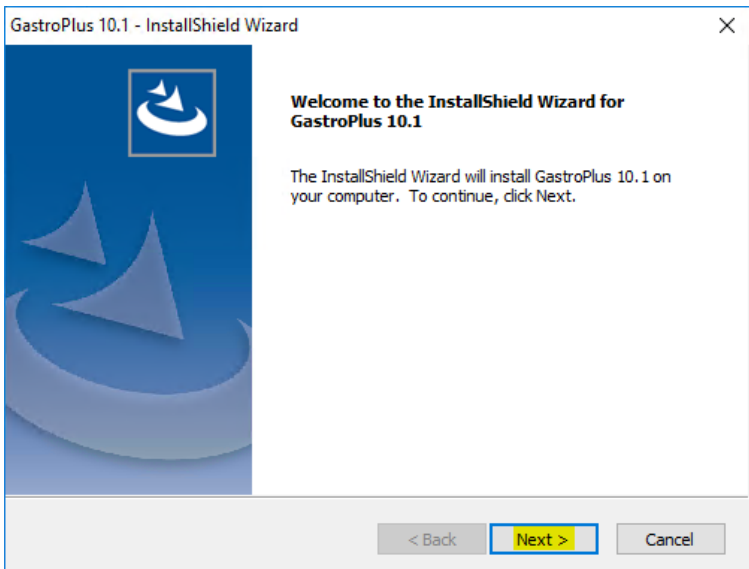 GastroPlus 10.1 - InstallShield Wizard
Welcome to the InstallShield Wizard for
GastroPlus 10.1
The InstallShield Wizard will install GastroPlus 10.1 on
your computer.  To continue, click Next.
< Back
Next >
Cancel